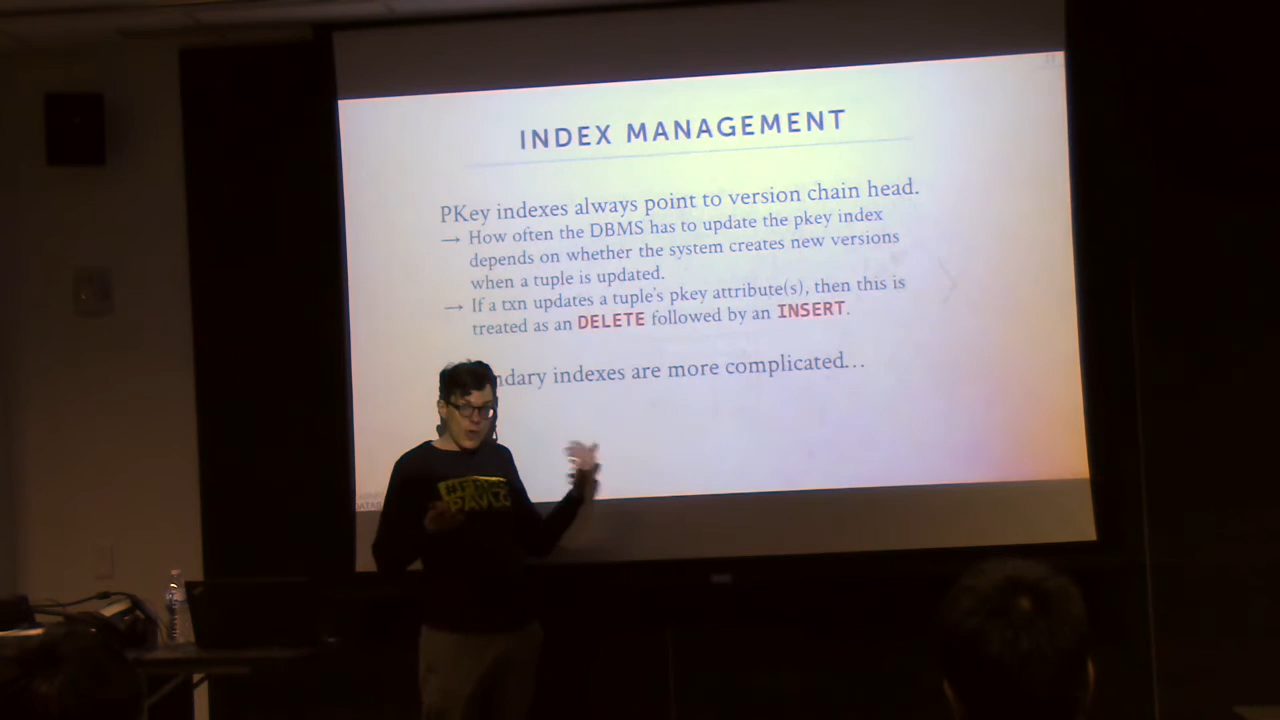 INDEX MANAGEMENT
PKey indexes always point to version chain head.
→ How often the DBMS has to update the pkey index
depends on whether the system creates new versions
when a tuple is updated.
→ If a txn updates a tuple's pkey attribute(s), then this is
treated as an DELETE followed by an INSERT.
ndary indexes are more complicated…
#FREE
PAVLO